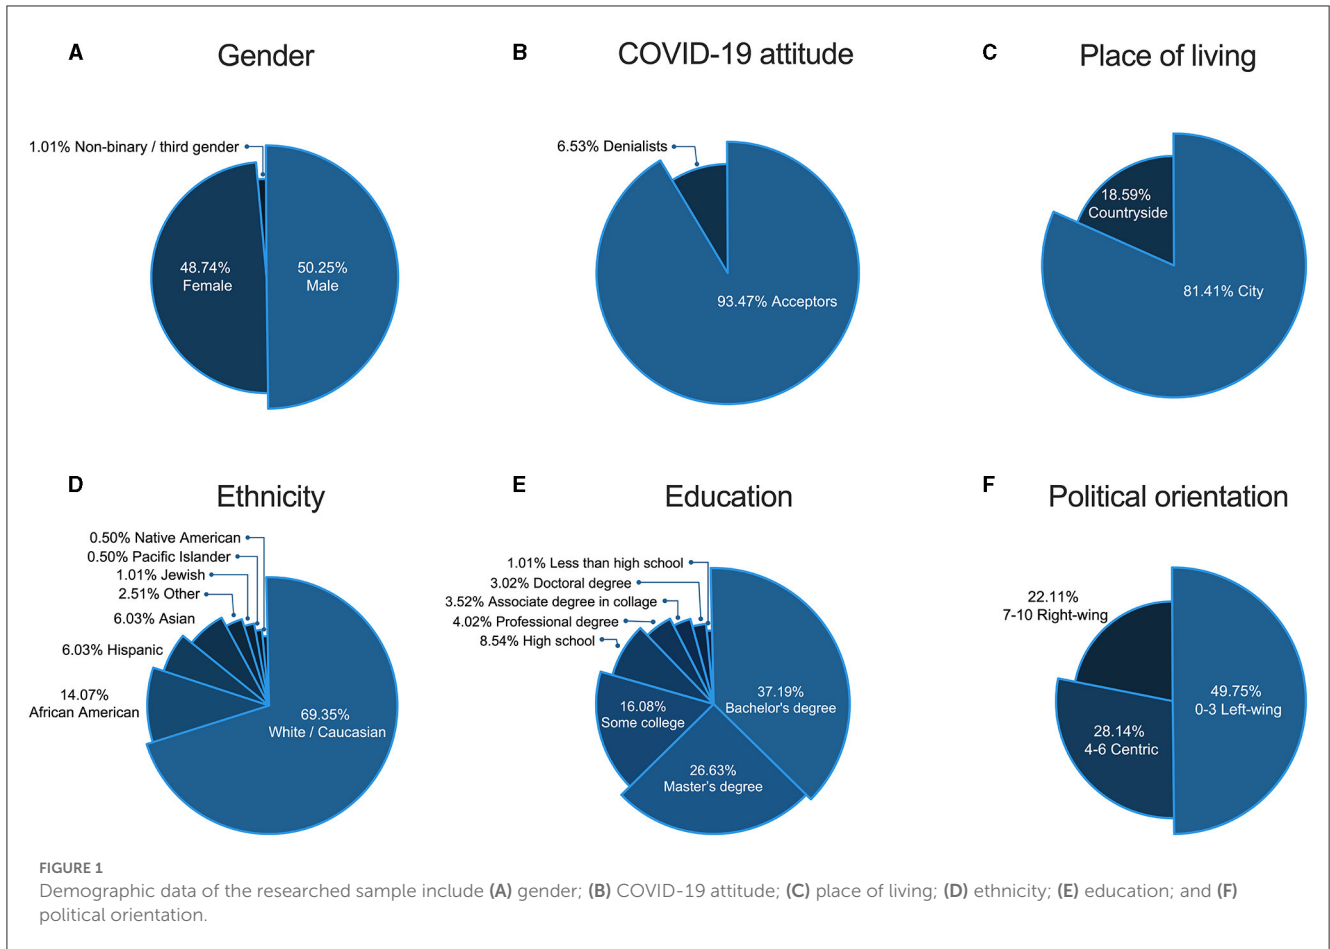 A
Gender
1.01% Non-binary / third gender
48.74%
Female
50.25%
Male
B
COVID-19 attitude
6.53% Denialists
93.47% Acceptors
C
Place of living
18.59%
Countryside
81.41% City
D
Ethnicity
0.50% Native American
0.50% Pacific Islander
1.01% Jewish
2.51% Other
6.03% Asian
6.03% Hispanic
14.07%
African American
69.35%
White / Caucasian
E
Education
1.01% Less than high school
3.02% Doctoral degree
3.52% Associate degree in collage
4.02% Professional degree
8.54% High school
16.08%
Some college
37.19%
Bachelor's degree
26.63%
Master's degree
F
Political orientation
22.11%
7-10 Right-wing
49.75%
0-3 Left-wing
28.14%
4-6 Centric
FIGURE 1
Demographic data of the researched sample include (A) gender; (B) COVID-19 attitude; (C) place of living; (D) ethnicity; (E) education; and (F)
political orientation.